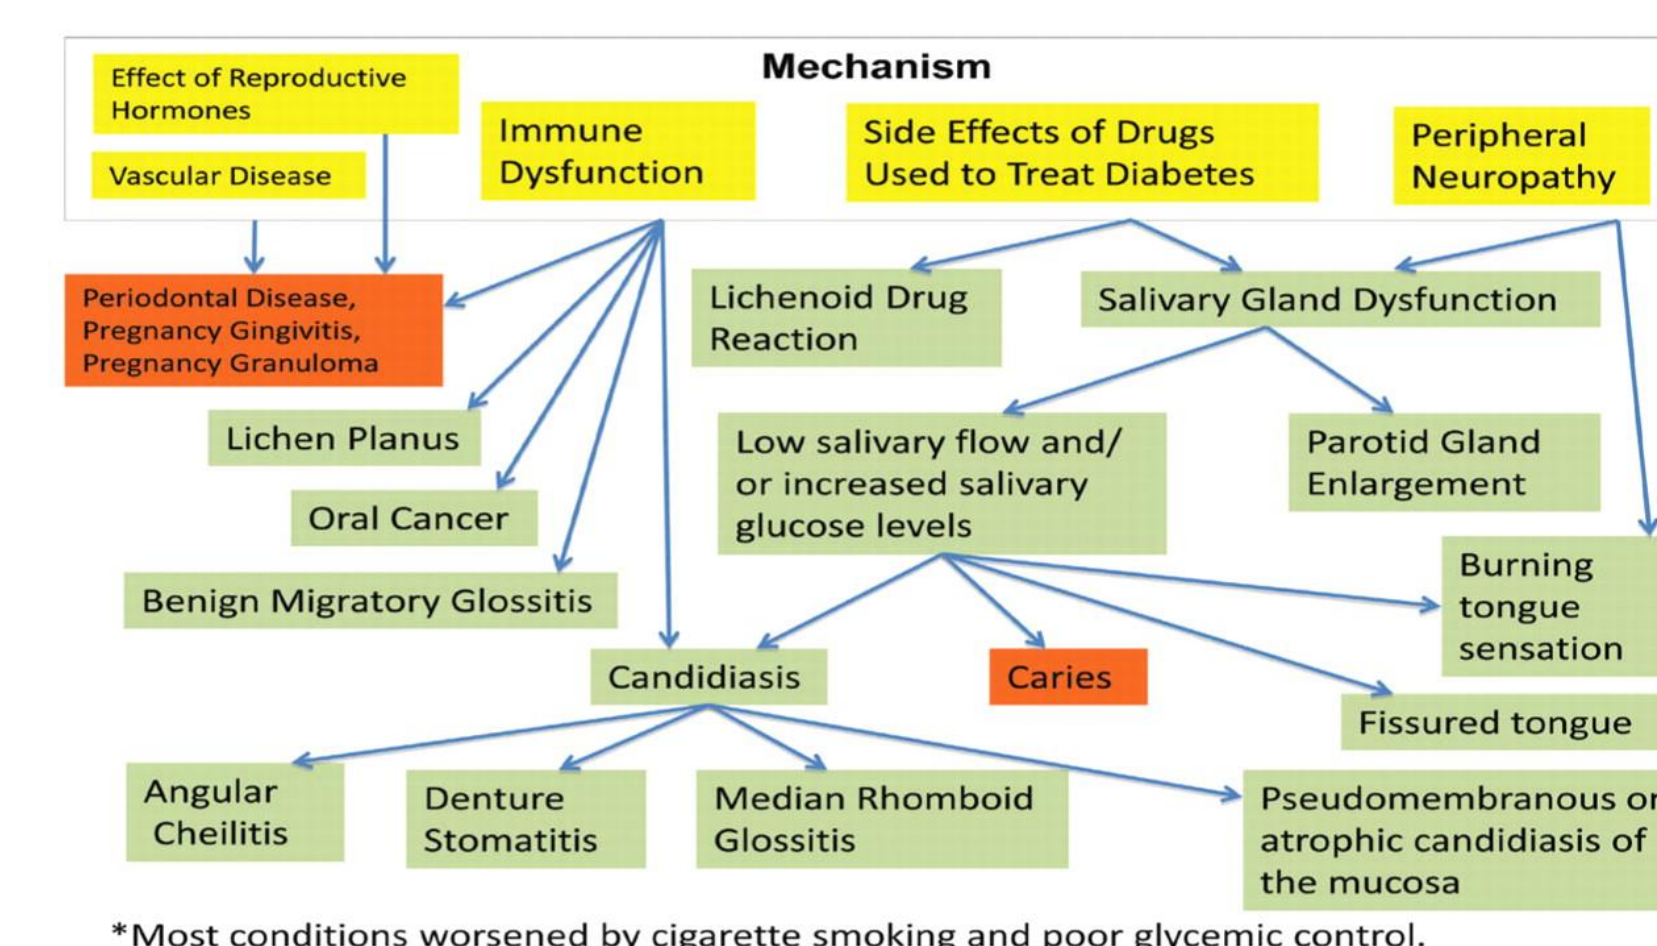 Mechanism
Effect of Reproductive
Hormones
Vascular Disease
Immune
Dysfunction
Side Effects of Drugs
Used to Treat Diabetes
Peripheral
Neuropathy
Periodontal Disease,
Pregnancy Gingivitis,
Pregnancy Granuloma
Lichenoid Drug
Reaction
Salivary Gland Dysfunction
Lichen Planus
Low salivary flow and/
or increased salivary
glucose levels
Parotid Gland
Enlargement
Oral Cancer
Benign Migratory Glossitis
Burning
tongue
sensation
Candidiasis
Caries
Fissured tongue
Angular
Cheilitis
Denture
Stomatitis
Median Rhomboid
Glossitis
Pseudomembranous or
atrophic candidiasis of
the mucosa
*Most conditions worsened by cigarette smoking and poor glycemic control.